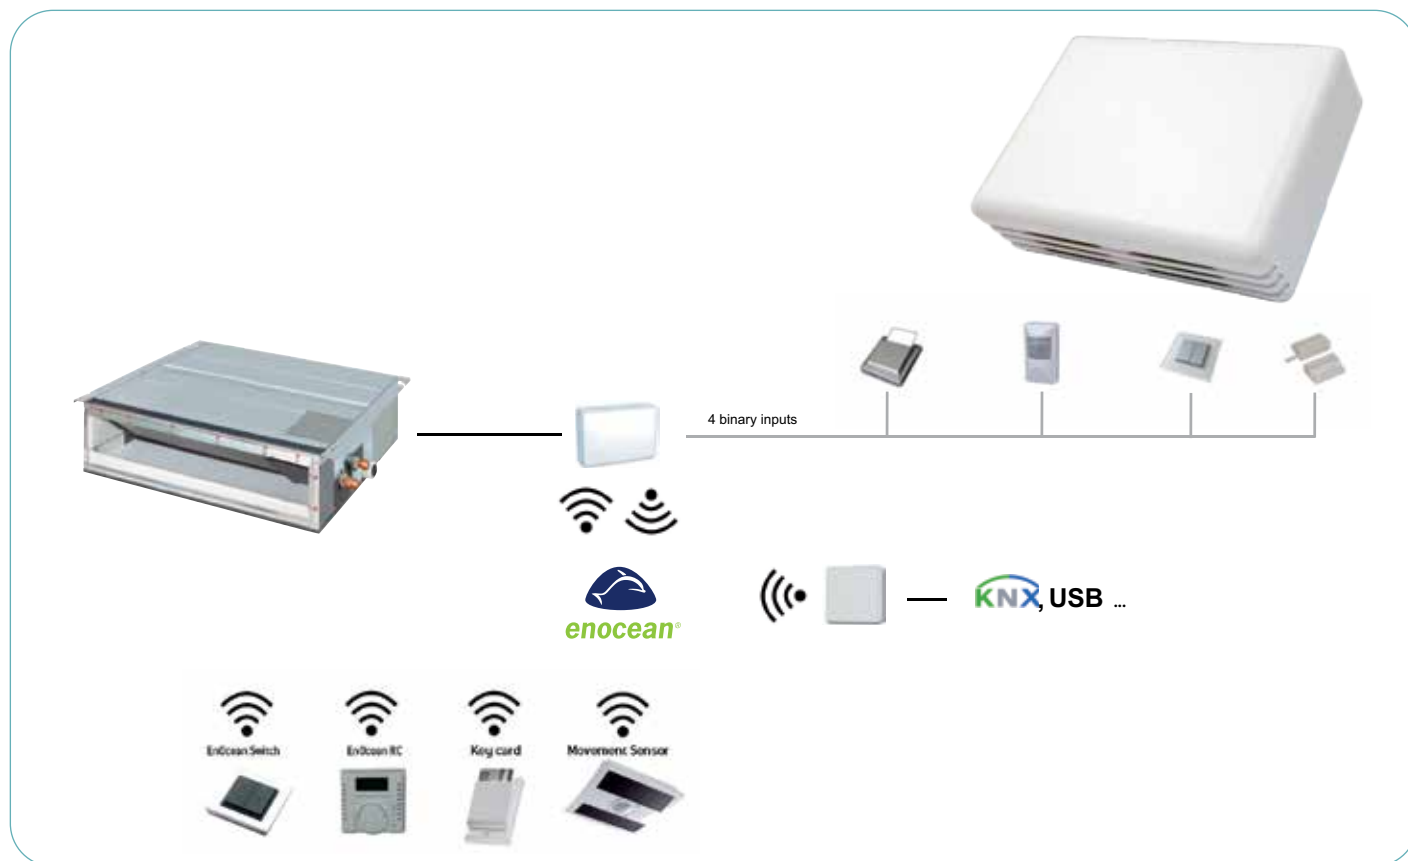 4 binary inputs
enocean®
KNX, USB ...
EnOcean Switch
EnOcean RC
Key card
Movement Sensor